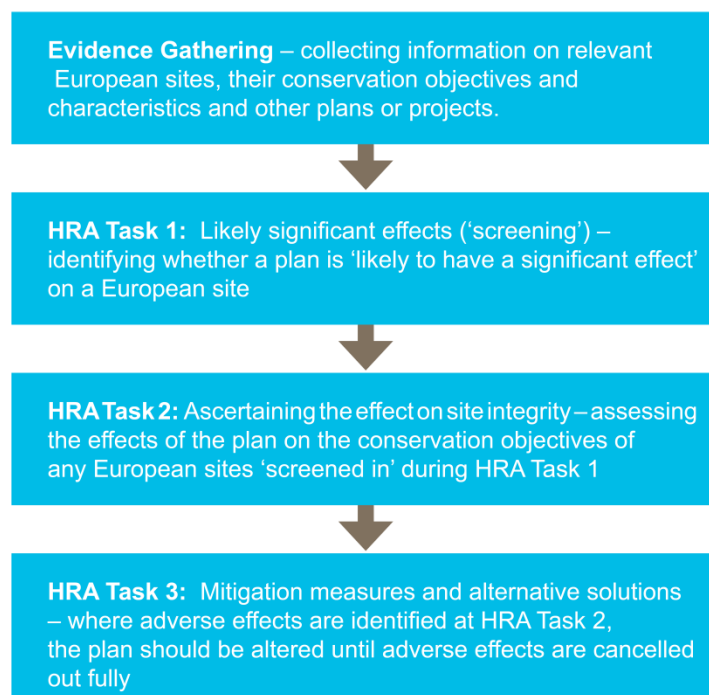 Evidence Gathering – collecting information on relevant
European sites, their conservation objectives and
characteristics and other plans or projects.
HRA Task 1: Likely significant effects (‘screening’) –
identifying whether a plan is ‘likely to have a significant effect’
on a European site
HRA Task 2: Ascertaining the effect on site integrity – assessing
the effects of the plan on the conservation objectives of
any European sites ‘screened in’ during HRA Task 1
HRA Task 3: Mitigation measures and alternative solutions
– where adverse effects are identified at HRA Task 2,
the plan should be altered until adverse effects are cancelled
out fully